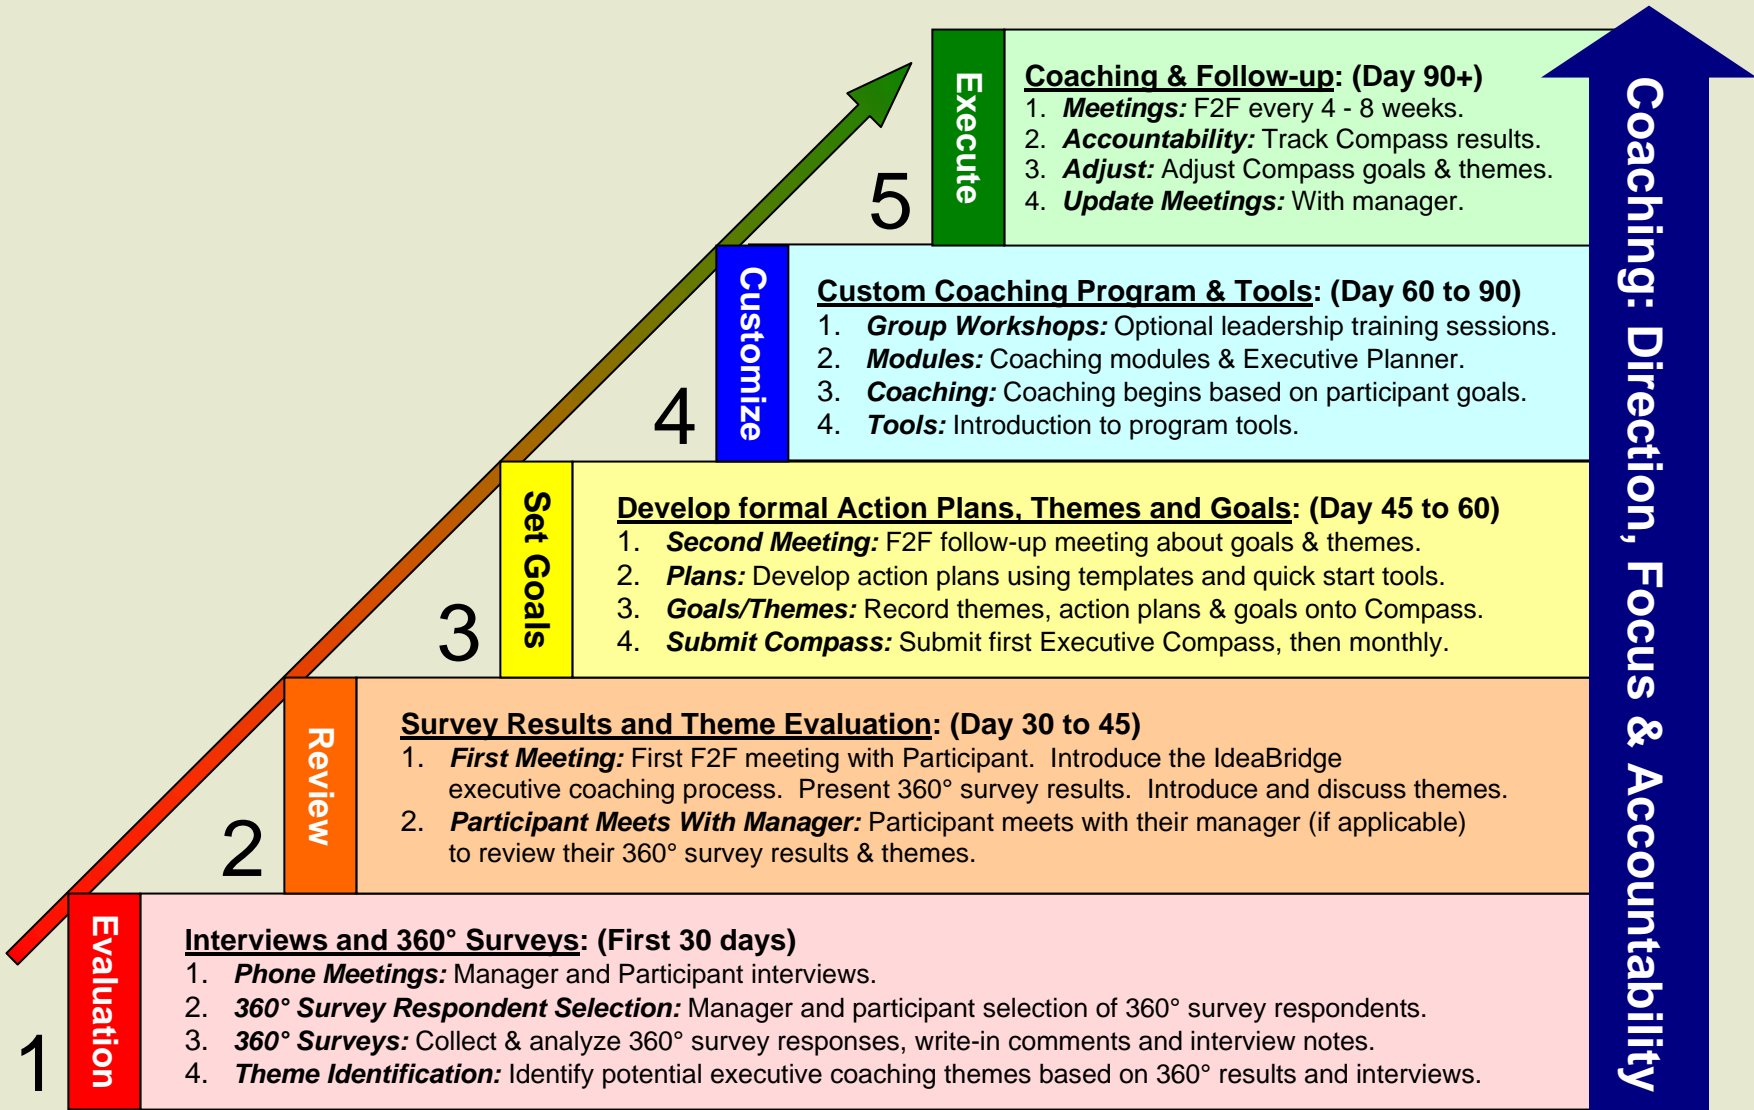 5
Execute
Coaching & Follow-up: (Day 90+)
1. Meetings: F2F every 4 - 8 weeks.
2. Accountability: Track Compass results.
3. Adjust: Adjust Compass goals & themes.
4. Update Meetings: With manager.
4
Customize
Custom Coaching Program & Tools: (Day 60 to 90)
1. Group Workshops: Optional leadership training sessions.
2. Modules: Coaching modules & Executive Planner.
3. Coaching: Coaching begins based on participant goals.
4. Tools: Introduction to program tools.
3
Set Goals
Develop formal Action Plans, Themes and Goals: (Day 45 to 60)
1. Second Meeting: F2F follow-up meeting about goals & themes.
2. Plans: Develop action plans using templates and quick start tools.
3. Goals/Themes: Record themes, action plans & goals onto Compass.
4. Submit Compass: Submit first Executive Compass, then monthly.
2
Review
Survey Results and Theme Evaluation: (Day 30 to 45)
1. First Meeting: First F2F meeting with Participant. Introduce the IdeaBridge
executive coaching process. Present 360° survey results. Introduce and discuss themes.
2. Participant Meets With Manager: Participant meets with their manager (if applicable)
to review their 360° survey results & themes.
1
Evaluation
Interviews and 360° Surveys: (First 30 days)
1. Phone Meetings: Manager and Participant interviews.
2. 360° Survey Respondent Selection: Manager and participant selection of 360° survey respondents.
3. 360° Surveys: Collect & analyze 360° survey responses, write-in comments and interview notes.
4. Theme Identification: Identify potential executive coaching themes based on 360° results and interviews.
Coaching: Direction, Focus & Accountability